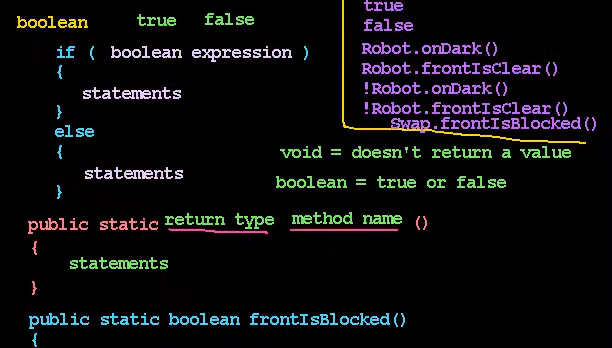 boolean true false
if ( boolean expression )
{
statements
}
else
{
statements
}
true
false
Robot.onDark()
Robot.frontIsClear()
!Robot.onDark()
!Robot.frontIsClear()
Swap.frontIsBlocked()
void = doesn't return a value
boolean = true or false
public static return type method name ()
{
statements
}
public static boolean frontIsBlocked()
{